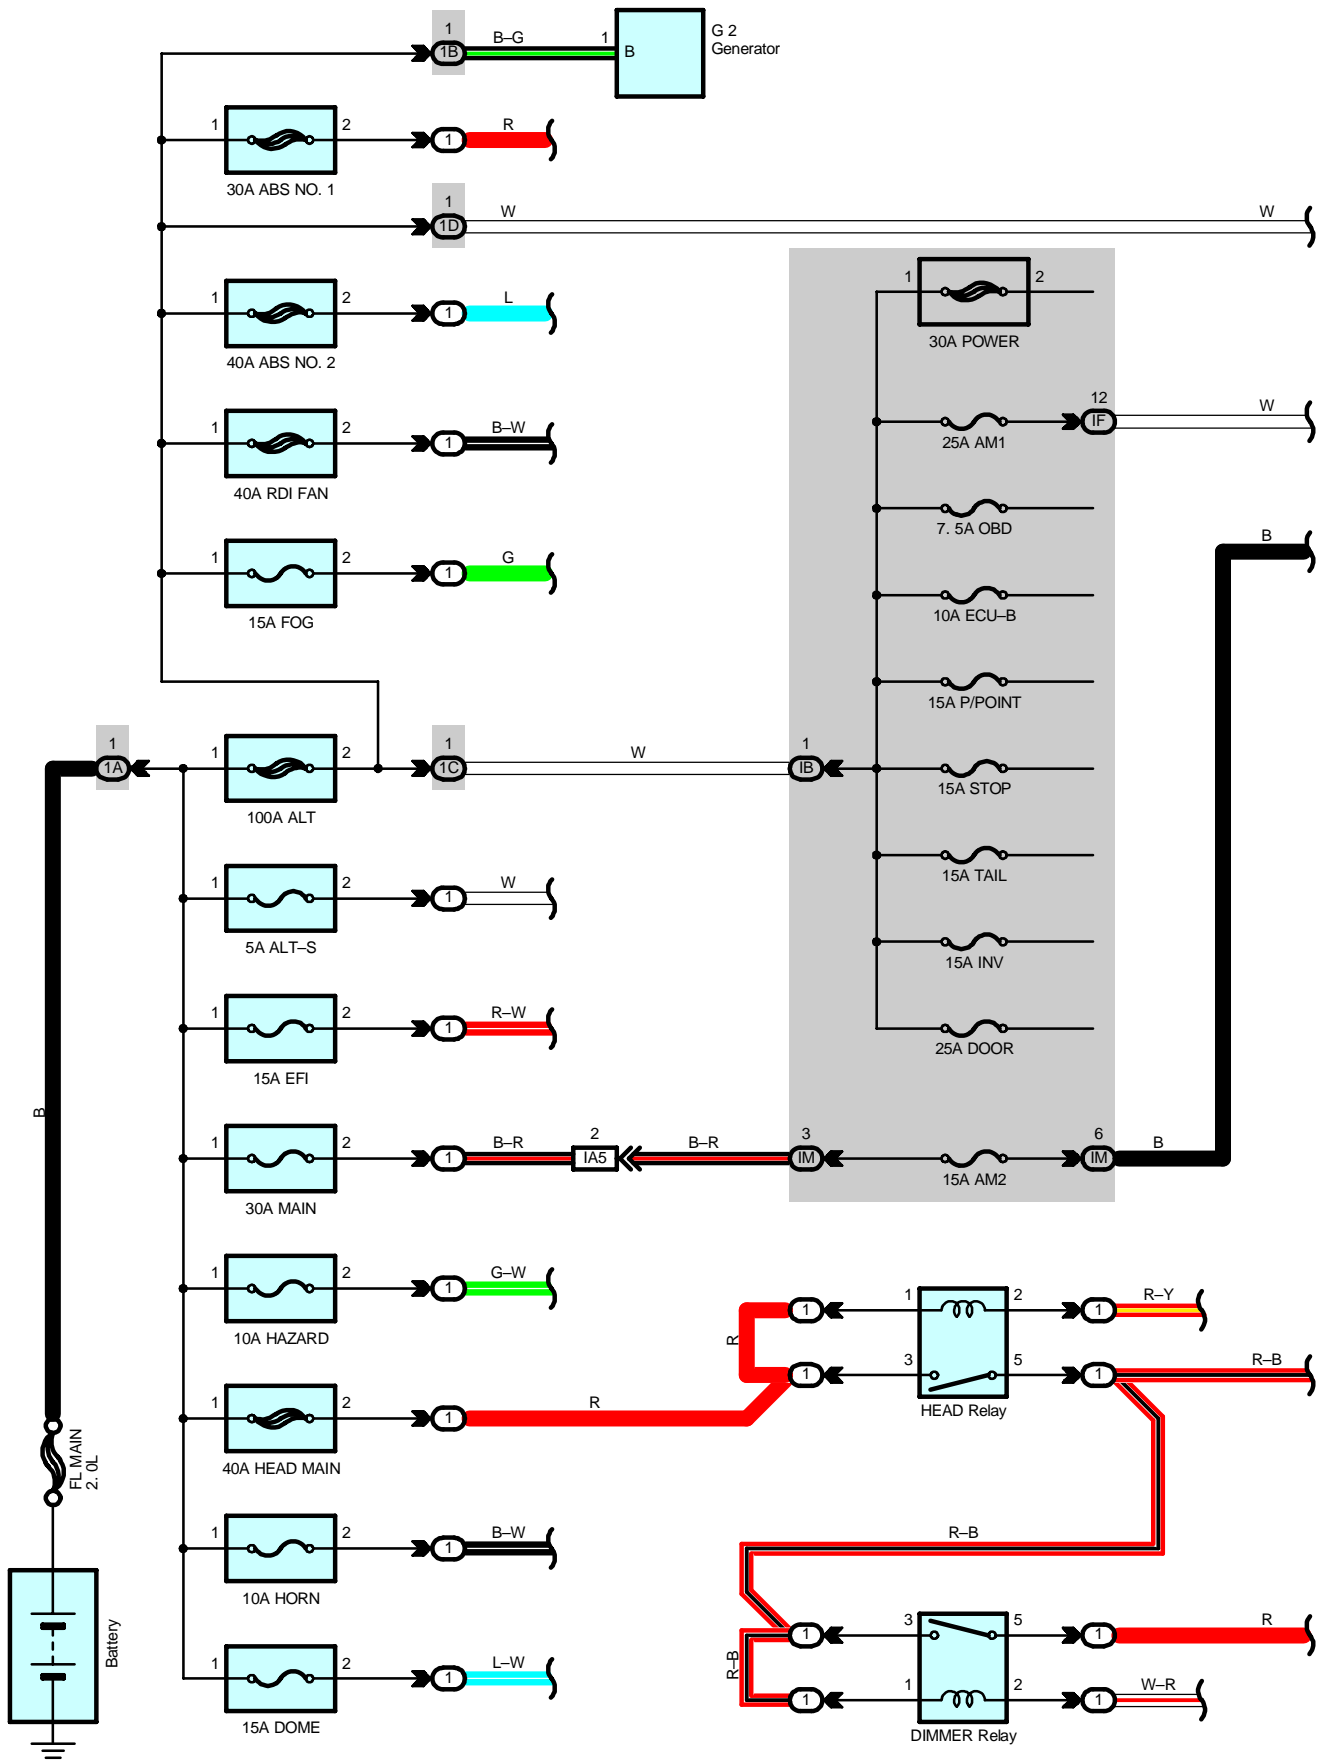 1
1B
B–G
1
B
G 2
Generator
1
2
1
R
30A ABS NO. 1
1
1D
W
W
1
2
1
L
40A ABS NO. 2
1
2
30A POWER
1
2
1
B–W
40A RDI FAN
25A AM1
12
IF
W
7. 5A OBD
B
1
2
1
G
15A FOG
10A ECU–B
15A P/POINT
1
1A
1
2
100A ALT
1
1C
W
1
IB
15A STOP
1
2
1
W
5A ALT–S
15A TAIL
15A INV
1
2
1
R–W
15A EFI
25A DOOR
B
1
2
1
B–R
2
IA5
B–R
3
IM
15A AM2
6
IM
B
30A MAIN
1
2
1
G–W
10A HAZARD
R
1
1
2
1
R–Y
1
3
5
1
R–B
HEAD Relay
1
2
1
R
40A HEAD MAIN
FL MAIN
2. 0L
1
2
1
B–W
10A HORN
R–B
Battery
1
2
1
L–W
15A DOME
R–B
1
3
5
1
R
1
1
2
1
W–R
DIMMER Relay